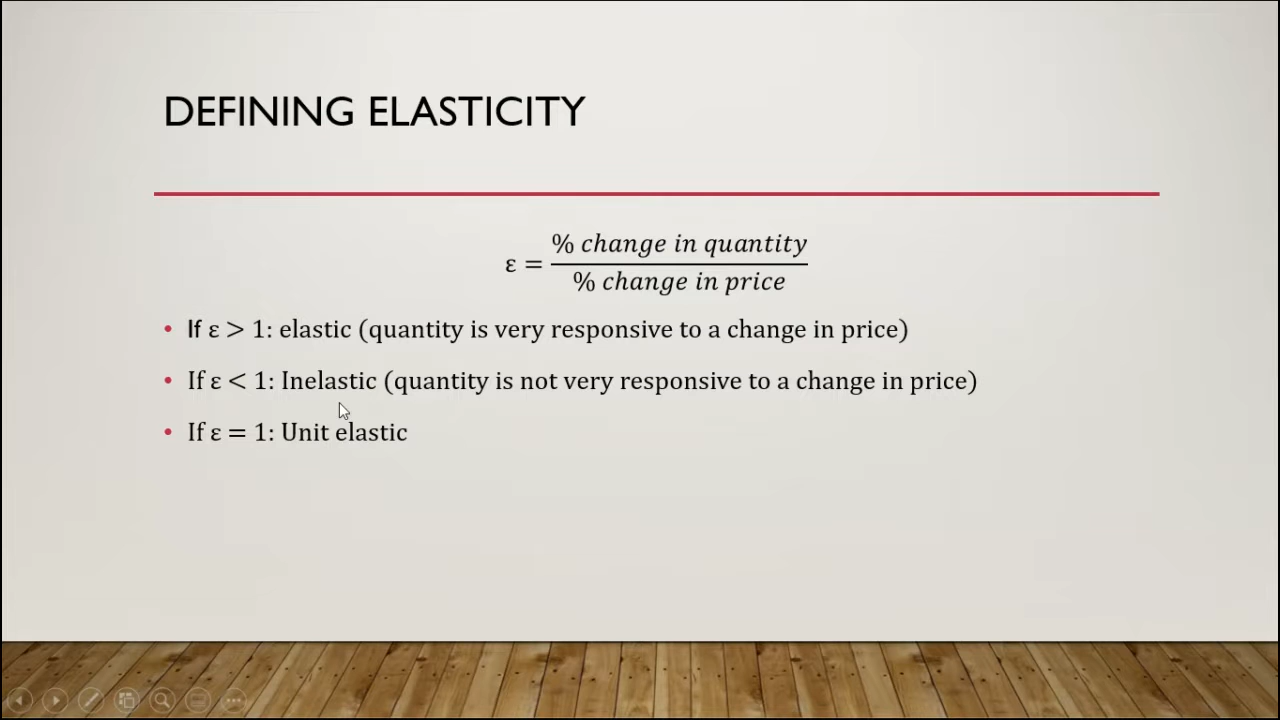 DEFINING ELASTICITY
ε = % change in quantity / % change in price
• If ε > 1: elastic (quantity is very responsive to a change in price)
• If ε < 1: Inelastic (quantity is not very responsive to a change in price)
• If ε = 1: Unit elastic